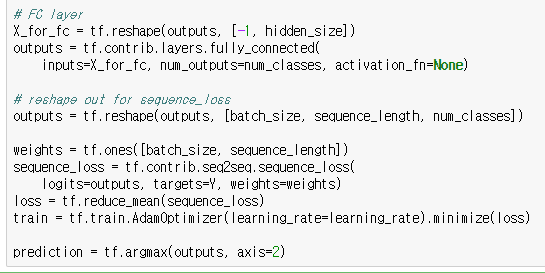 # FC layer
X_for_fc = tf.reshape(outputs, [-1, hidden_size])
outputs = tf.contrib.layers.fully_connected(
    inputs=X_for_fc, num_outputs=num_classes, activation_fn=None)
# reshape out for sequence_loss
outputs = tf.reshape(outputs, [batch_size, sequence_length, num_classes])
weights = tf.ones([batch_size, sequence_length])
sequence_loss = tf.contrib.seq2seq.sequence_loss(
    logits=outputs, targets=Y, weights=weights)
loss = tf.reduce_mean(sequence_loss)
train = tf.train.AdamOptimizer(learning_rate=learning_rate).minimize(loss)
prediction = tf.argmax(outputs, axis=2)